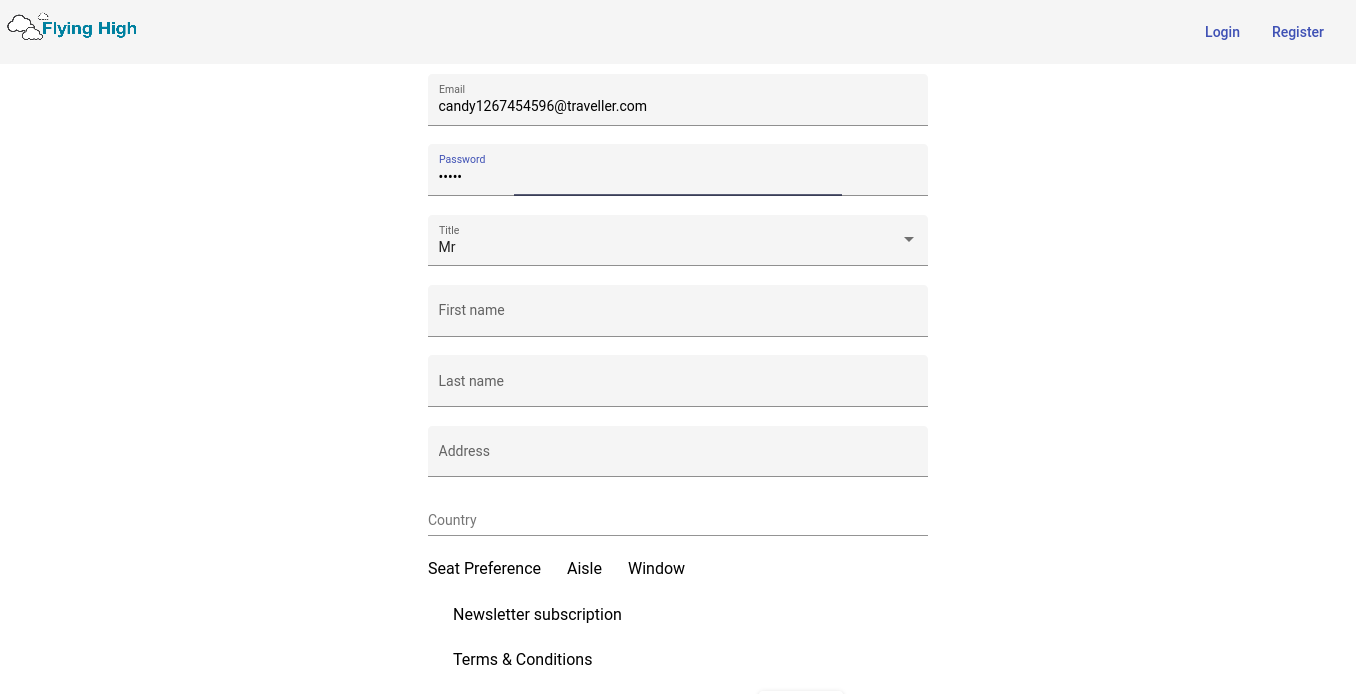 Flying High
Login Register
Email
candy1267454596@traveller.com
Password
•••••
Title
Mr
First name
Last name
Address
Country
Seat Preference Aisle Window
Newsletter subscription
Terms & Conditions